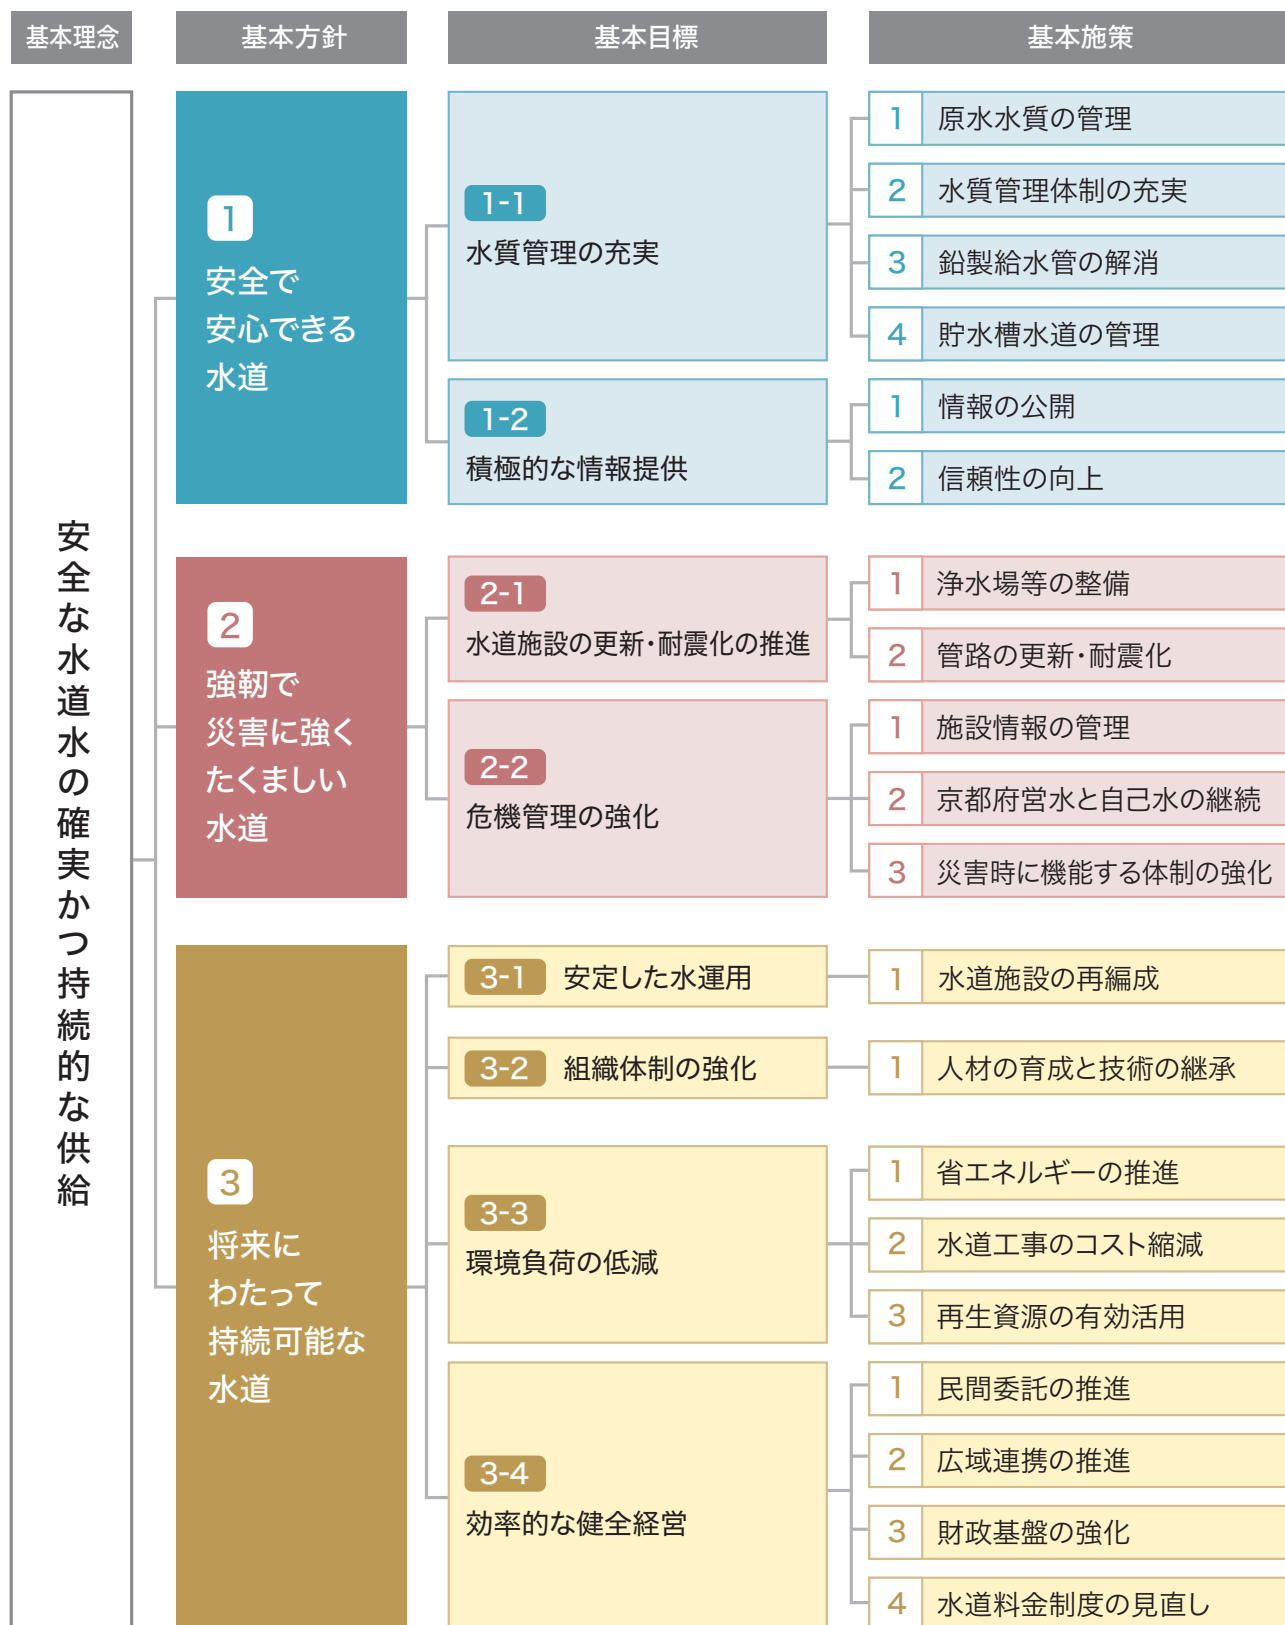 基本理念
基本方針
基本目標
基本施策
安全な水道水の確実かつ持続的な供給
1
安全で
安心できる
水道
1-1
水質管理の充実
1 原水水質の管理
2 水質管理体制の充実
3 鉛製給水管の解消
4 貯水槽水道の管理
1-2
積極的な情報提供
1 情報の公開
2 信頼性の向上
2
強靭で
災害に強く
たくましい
水道
2-1
水道施設の更新・耐震化の推進
1 浄水場等の整備
2 管路の更新・耐震化
2-2
危機管理の強化
1 施設情報の管理
2 京都府営水と自己水の継続
3 災害時に機能する体制の強化
3
将来に
わたって
持続可能な
水道
3-1 安定した水運用
1 水道施設の再編成
3-2 組織体制の強化
1 人材の育成と技術の継承
3-3
環境負荷の低減
1 省エネルギーの推進
2 水道工事のコスト縮減
3 再生資源の有効活用
3-4
効率的な健全経営
1 民間委託の推進
2 広域連携の推進
3 財政基盤の強化
4 水道料金制度の見直し